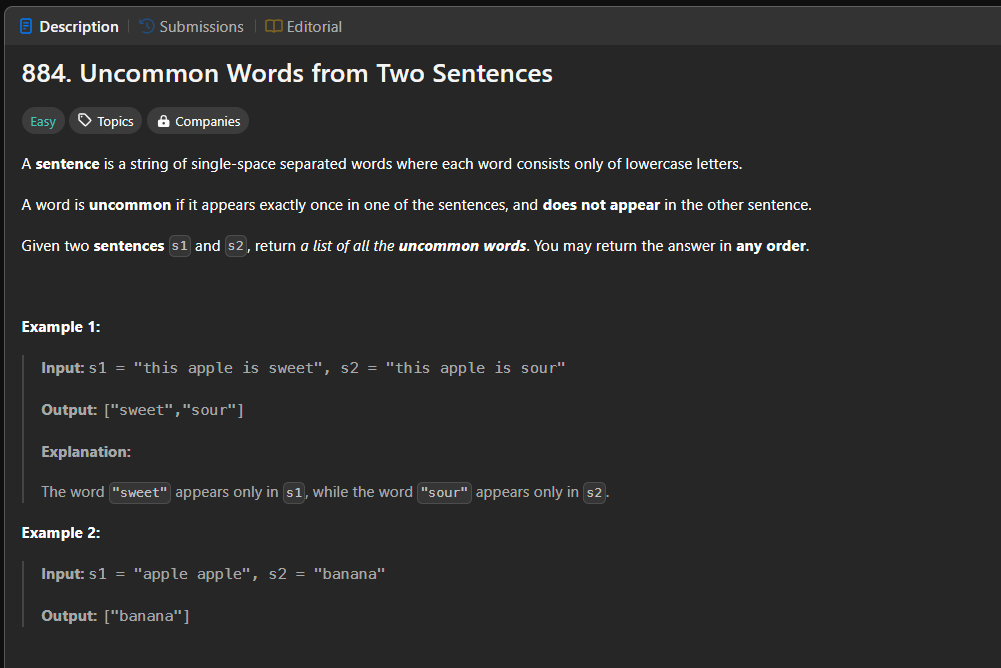 Description Submissions Editorial
884. Uncommon Words from Two Sentences
Easy Topics Companies
A sentence is a string of single-space separated words where each word consists only of lowercase letters.
A word is uncommon if it appears exactly once in one of the sentences, and does not appear in the other sentence.
Given two sentences s1 and s2, return a list of all the uncommon words. You may return the answer in any order.
Example 1:
Input: s1 = "this apple is sweet", s2 = "this apple is sour"
Output: ["sweet","sour"]
Explanation:
The word "sweet" appears only in s1, while the word "sour" appears only in s2.
Example 2:
Input: s1 = "apple apple", s2 = "banana"
Output: ["banana"]